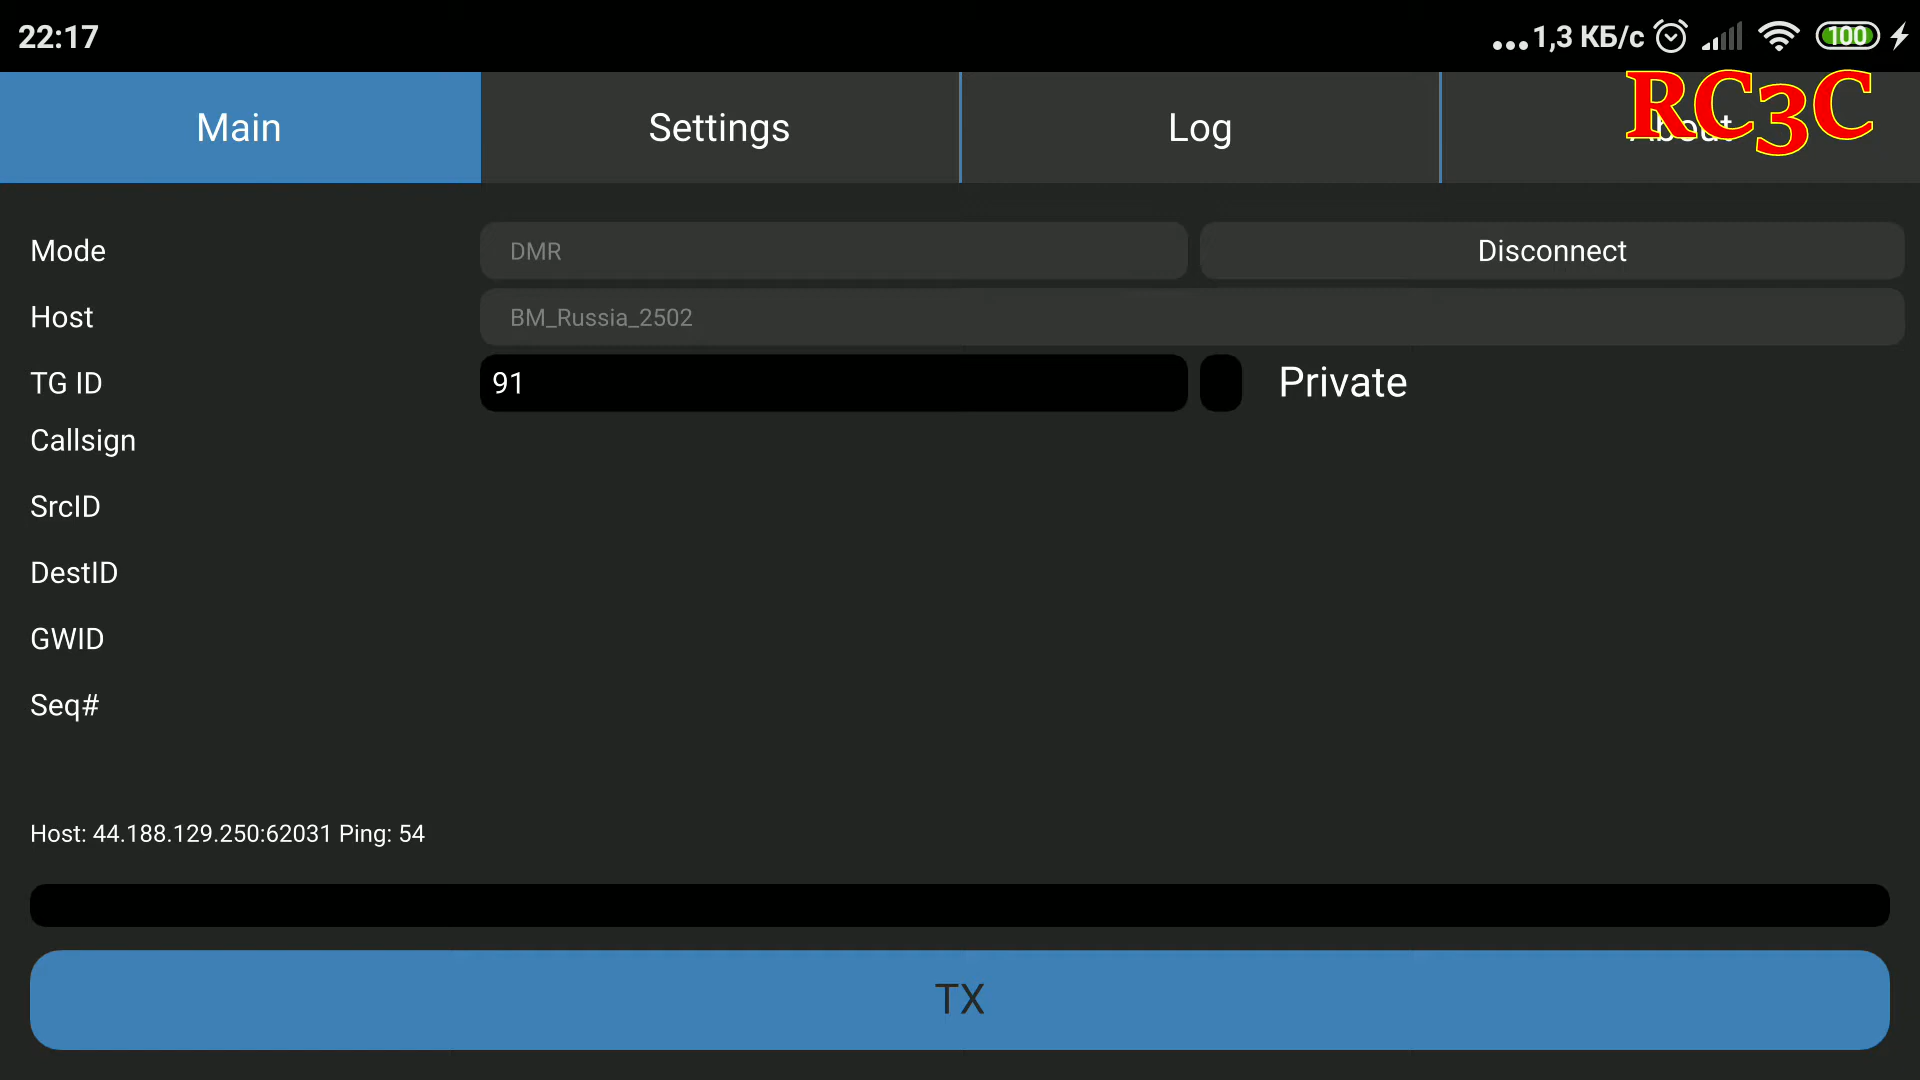 22:17
...1,3 КБ/с 100
Main Settings Log About
RC3C
Mode DMR Disconnect
Host BM_Russia_2502
TG ID 91 Private
Callsign
SrcID
DestID
GWID
Seq#
Host: 44.188.129.250:62031 Ping: 54
TX